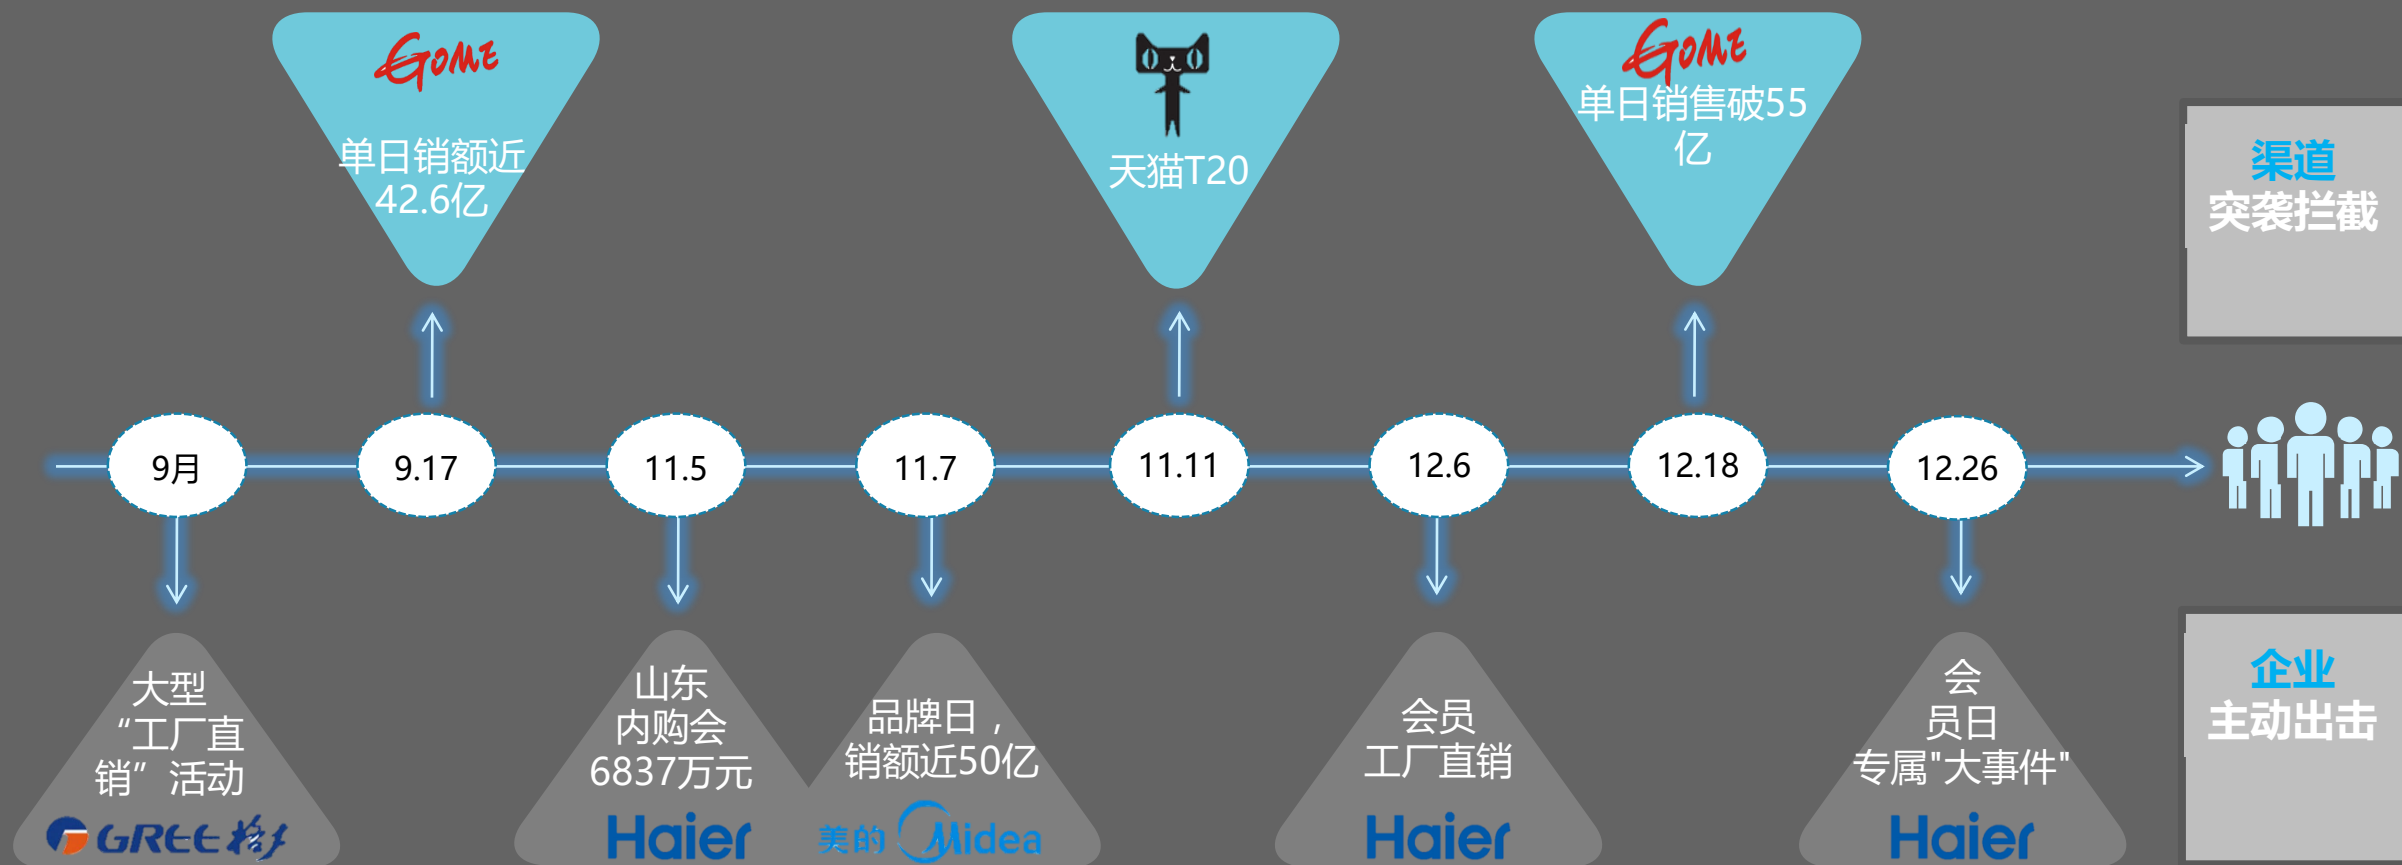 GOME
单日销额近
42.6亿
天猫T20
GOME
单日销售破55
亿
渠道
突袭拦截
9月
9.17
11.5
11.7
11.11
12.6
12.18
12.26
大型
“工厂直
销”活动
GREE格力
山东
内购会
6837万元
Haier
品牌日，
销额近50亿
美的 Midea
会员
工厂直销
Haier
会
员日
专属"大事件"
Haier
企业
主动出击